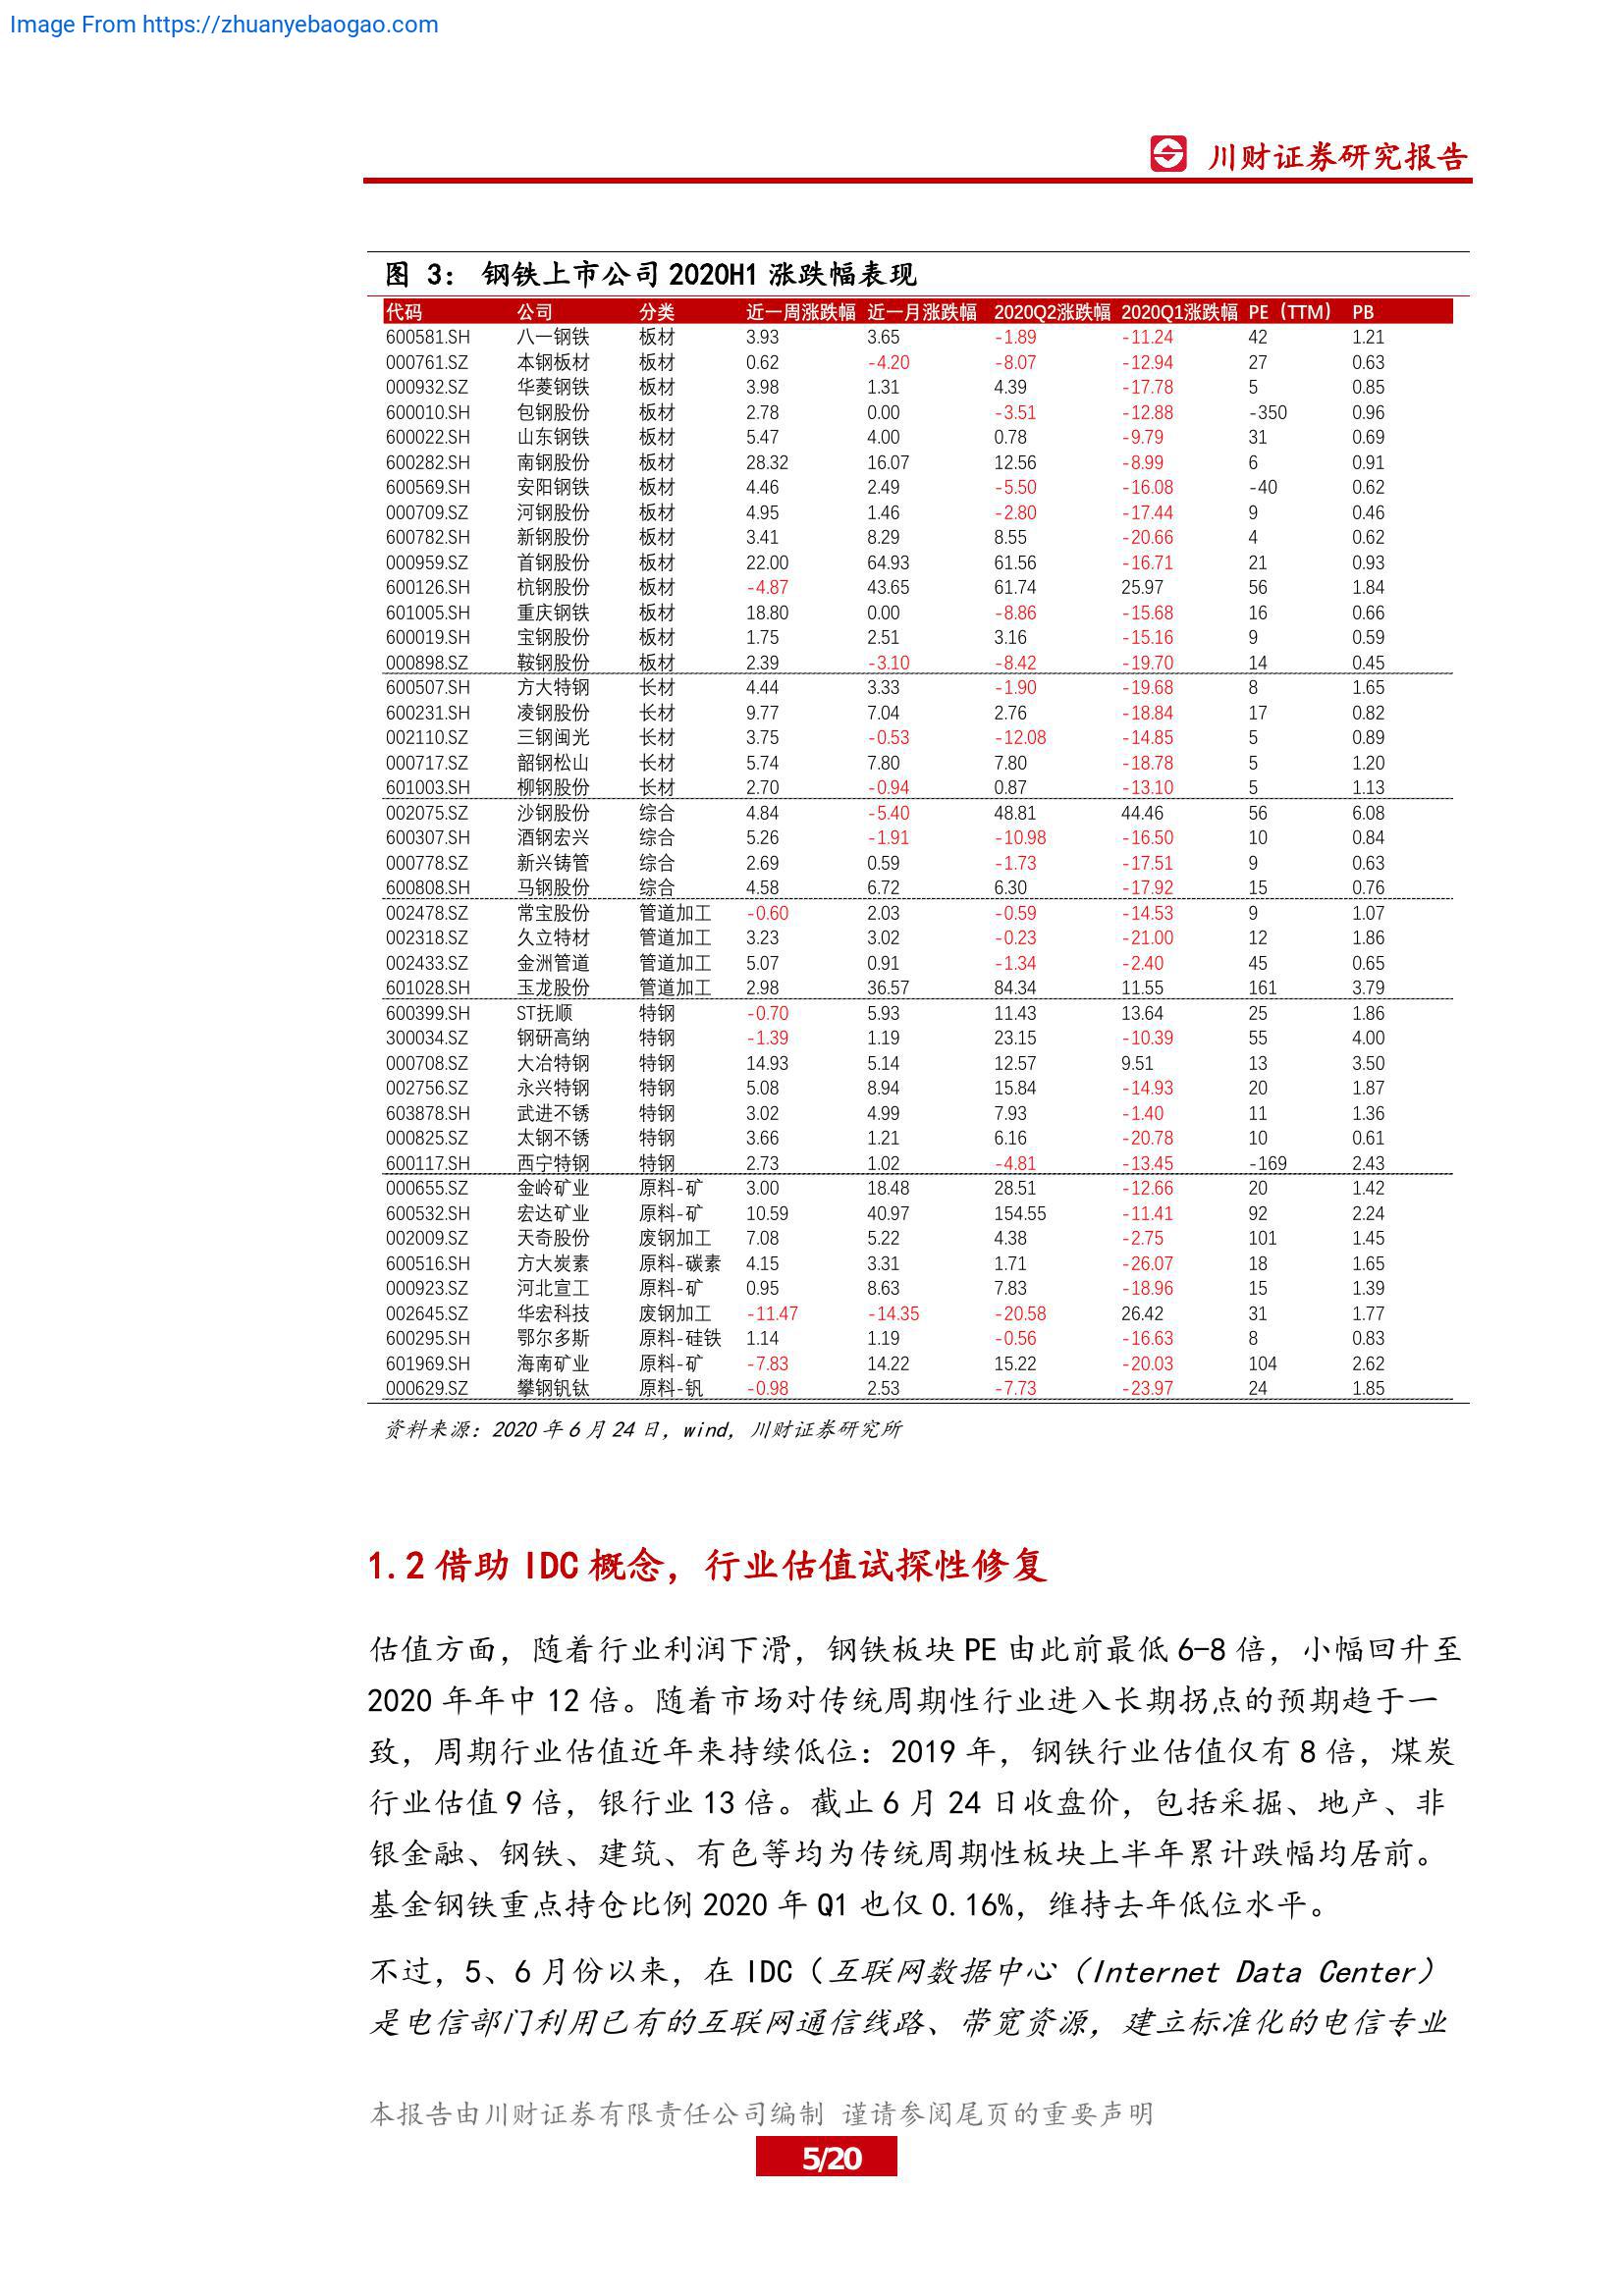 Image From https://zhuanyebaogao.com
川财证券研究报告
图 3： 钢铁上市公司 2020H1 涨跌幅表现
代码 公司 分类 近一周涨跌幅 近一月涨跌幅 2020Q2涨跌幅 2020Q1涨跌幅 PE（TTM） PB
600581.SH 八一钢铁 板材 3.93 3.65 -1.89 -11.24 42 1.21
000761.SZ 本钢板材 板材 0.62 -4.20 -8.07 -12.94 27 0.63
000932.SZ 华菱钢铁 板材 3.98 1.31 4.39 -17.78 5 0.85
600010.SH 包钢股份 板材 2.78 0.00 -3.51 -12.88 -350 0.96
600022.SH 山东钢铁 板材 5.47 4.00 0.78 -9.79 31 0.69
600282.SH 南钢股份 板材 28.32 16.07 12.56 -8.99 6 0.91
600569.SH 安阳钢铁 板材 4.46 2.49 -5.50 -16.08 -40 0.62
000709.SZ 河钢股份 板材 4.95 1.46 -2.80 -17.44 9 0.46
600782.SH 新钢股份 板材 3.41 8.29 8.55 -20.66 4 0.62
000959.SZ 首钢股份 板材 22.00 64.93 61.56 -16.71 21 0.93
600126.SH 杭钢股份 板材 -4.87 43.65 61.74 25.97 56 1.84
601005.SH 重庆钢铁 板材 18.80 0.00 -8.86 -15.68 16 0.66
600019.SH 宝钢股份 板材 1.75 2.51 3.16 -15.16 9 0.59
000898.SZ 鞍钢股份 板材 2.39 -3.10 -8.42 -19.70 14 0.45
600507.SH 方大特钢 长材 4.44 3.33 -1.90 -19.68 8 1.65
600231.SH 凌钢股份 长材 9.77 7.04 2.76 -18.84 17 0.82
002110.SZ 三钢闽光 长材 3.75 -0.53 -12.08 -14.85 5 0.89
000717.SZ 韶钢松山 长材 5.74 7.80 7.80 -18.78 5 1.20
601003.SH 柳钢股份 长材 2.70 -0.94 0.87 -13.10 5 1.13
002075.SZ 沙钢股份 综合 4.84 -5.40 48.81 44.46 56 6.08
600307.SH 酒钢宏兴 综合 5.26 -1.91 -10.98 -16.50 10 0.84
000778.SZ 新兴铸管 综合 2.69 0.59 -1.73 -17.51 9 0.63
600808.SH 马钢股份 综合 4.58 6.72 6.30 -17.92 15 0.76
002478.SZ 常宝股份 管道加工 -0.60 2.03 -0.59 -14.53 9 1.07
002318.SZ 久立特材 管道加工 3.23 3.02 -0.23 -21.00 12 1.86
002433.SZ 金洲管道 管道加工 5.07 0.91 -1.34 -2.40 45 0.65
601028.SH 玉龙股份 管道加工 2.98 36.57 84.34 11.55 161 3.79
600399.SH ST抚顺 特钢 -0.70 5.93 11.43 13.64 25 1.86
300034.SZ 钢研高纳 特钢 -1.39 1.19 23.15 -10.39 55 4.00
000708.SZ 大冶特钢 特钢 14.93 5.14 12.57 9.51 13 3.50
002756.SZ 永兴特钢 特钢 5.08 8.94 15.84 -14.93 20 1.87
603878.SH 武进不锈 特钢 3.02 4.99 7.93 -1.40 11 1.36
000825.SZ 太钢不锈 特钢 3.66 1.21 6.16 -20.78 10 0.61
600117.SH 西宁特钢 特钢 2.73 1.02 -4.81 -13.45 -169 2.43
000655.SZ 金岭矿业 原料-矿 3.00 18.48 28.51 -12.66 20 1.42
600532.SH 宏达矿业 原料-矿 10.59 40.97 154.55 -11.41 92 2.24
002009.SZ 天奇股份 废钢加工 7.08 5.22 4.38 -2.75 101 1.45
600516.SH 方大炭素 原料-碳素 4.15 3.31 1.71 -26.07 18 1.65
000923.SZ 河北宣工 原料-矿 0.95 8.63 7.83 -18.96 15 1.39
002645.SZ 华宏科技 废钢加工 -11.47 -14.35 -20.58 26.42 31 1.77
600295.SH 鄂尔多斯 原料-硅铁 1.14 1.19 -0.56 -16.63 8 0.83
601969.SH 海南矿业 原料-矿 -7.83 14.22 15.22 -20.03 104 2.62
000629.SZ 攀钢钒钛 原料-钒 -0.98 2.53 -7.73 -23.97 24 1.85
资料来源：2020 年 6 月 24 日，wind，川财证券研究所
1.2 借助 IDC 概念，行业估值试探性修复
估值方面，随着行业利润下滑，钢铁板块 PE 由此前最低 6-8 倍，小幅回升至
2020 年年中 12 倍。随着市场对传统周期性行业进入长期拐点的预期趋于一
致，周期行业估值近年来持续低位：2019 年，钢铁行业估值仅有 8 倍，煤炭
行业估值 9 倍，银行业 13 倍。截止 6 月 24 日收盘价，包括采掘、地产、非
银金融、钢铁、建筑、有色等均为传统周期性板块上半年累计跌幅均居前。
基金钢铁重点持仓比例 2020 年 Q1 也仅 0.16%，维持去年低位水平。
不过，5、6 月份以来，在 IDC（互联网数据中心（Internet Data Center）
是电信部门利用已有的互联网通信线路、带宽资源，建立标准化的电信专业
本报告由川财证券有限责任公司编制 谨请参阅尾页的重要声明
5/20